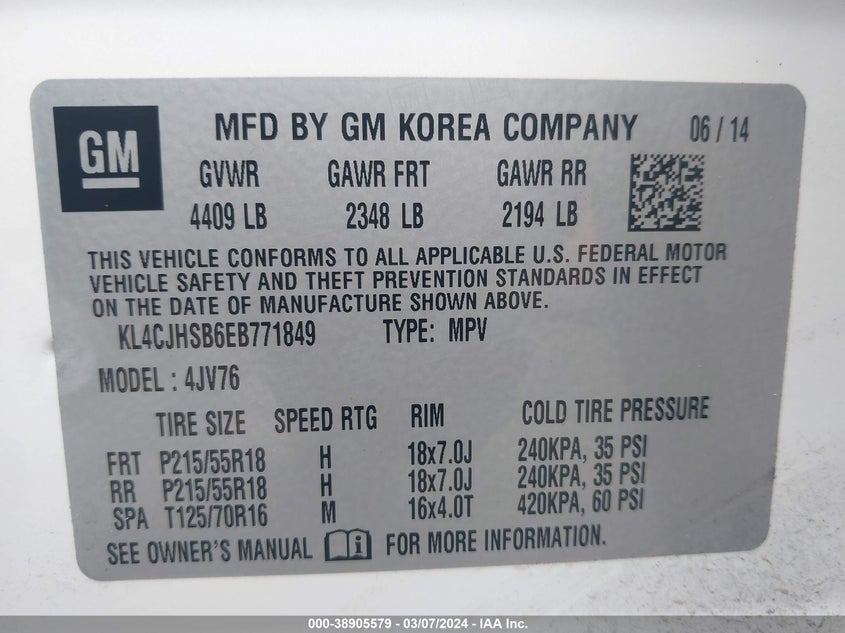 GM
MFD BY GM KOREA COMPANY 06 / 14
GVWR GAWR FRT GAWR RR
4409 LB 2348 LB 2194 LB
THIS VEHICLE CONFORMS TO ALL APPLICABLE U.S. FEDERAL MOTOR
VEHICLE SAFETY AND THEFT PREVENTION STANDARDS IN EFFECT
ON THE DATE OF MANUFACTURE SHOWN ABOVE.
KL4CJHSB6EB771849 TYPE: MPV
MODEL : 4JV76
TIRE SIZE SPEED RTG RIM COLD TIRE PRESSURE
FRT P215/55R18 H 18x7.0J 240KPA, 35 PSI
RR P215/55R18 H 18x7.0J 240KPA, 35 PSI
SPA T125/70R16 M 16x4.0T 420KPA, 60 PSI
SEE OWNER'S MANUAL FOR MORE INFORMATION.
000-38905579 - 03/07/2024 - IAA Inc.